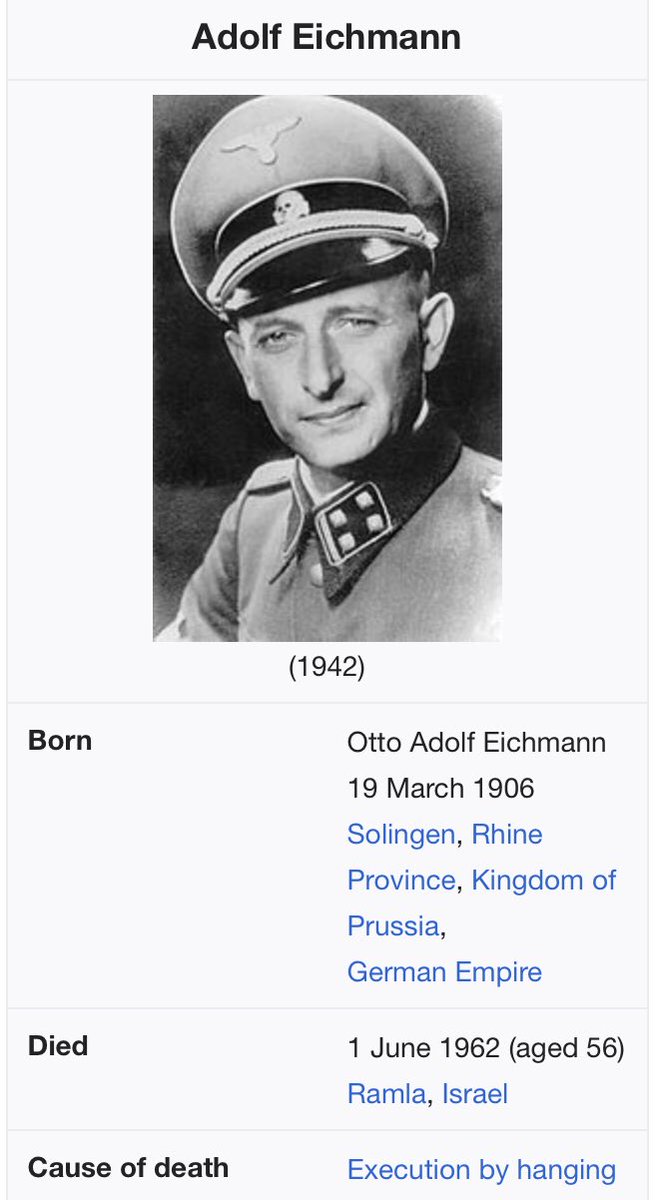 Adolf Eichmann
(1942)
Born
Otto Adolf Eichmann
19 March 1906
Solingen, Rhine
Province, Kingdom of
Prussia,
German Empire
Died
1 June 1962 (aged 56)
Ramla, Israel
Cause of death
Execution by hanging